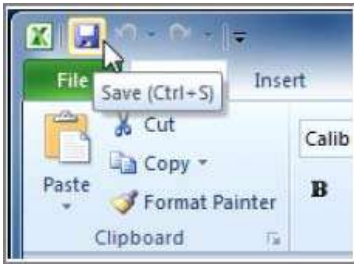 File
Insert
Save (Ctrl+S)
Cut
Calib
Copy
Paste
Format Painter
B
Clipboard